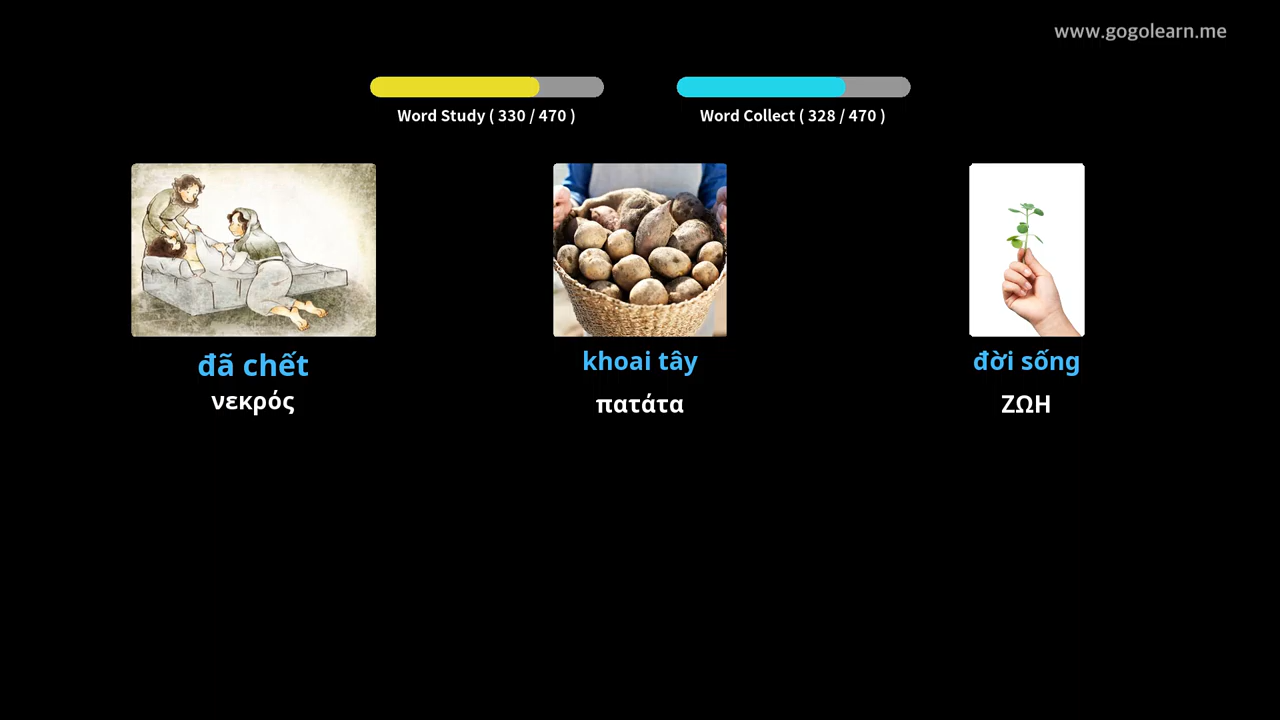 www.gogolearn.me
Word Study ( 330 / 470 )
Word Collect ( 328 / 470 )
đã chết
νεκρός
khoai tây
πατάτα
đời sống
ΖΩΗ